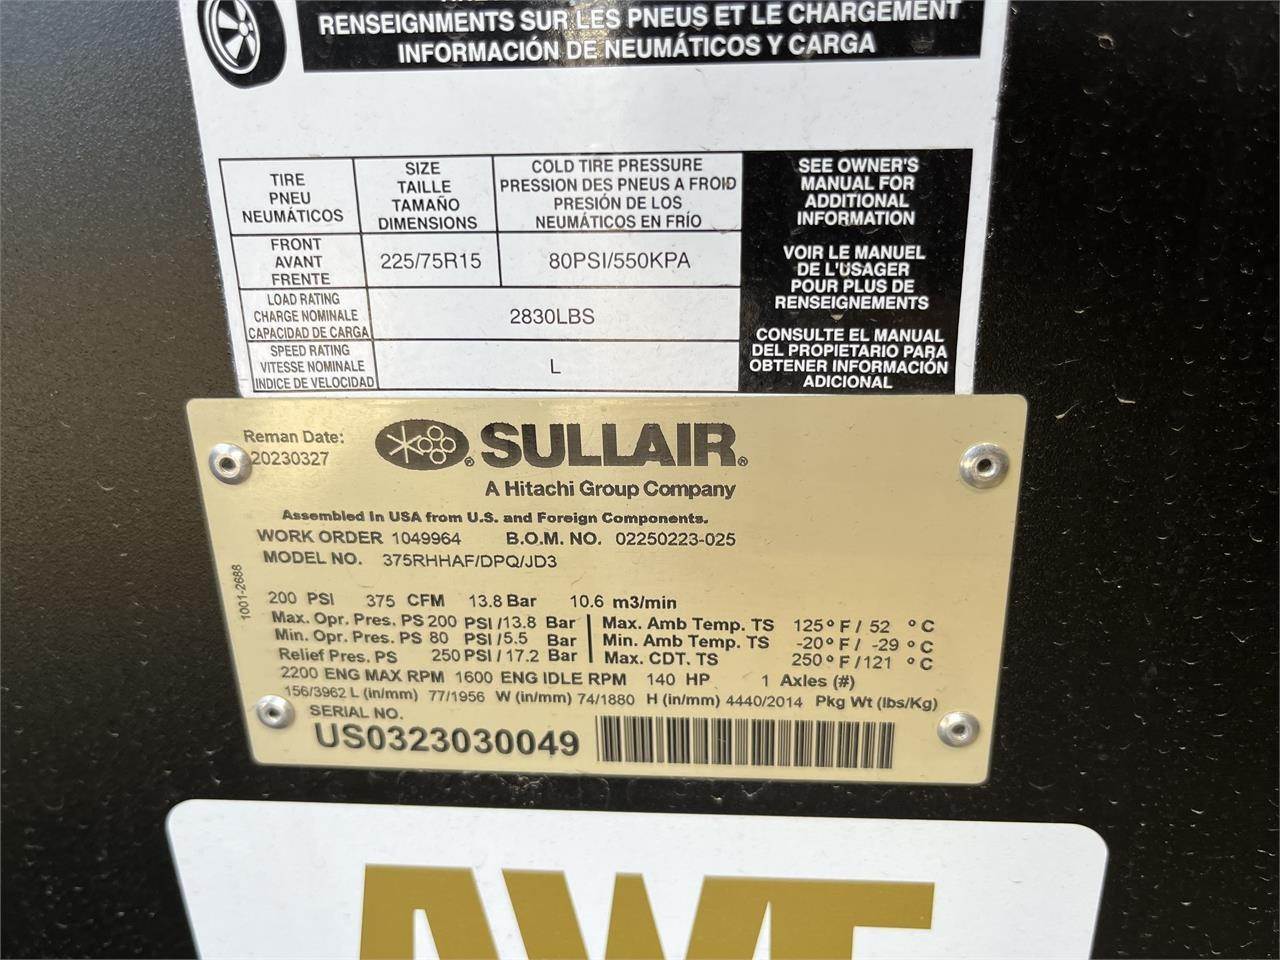 RENSEIGNMENTS SUR LES PNEUS ET LE CHARGEMENT
INFORMACIÓN DE NEUMÁTICOS Y CARGA
TIRE
PNEU
NEUMÁTICOS
SIZE
TAILLE
TAMAÑO
DIMENSIONS
COLD TIRE PRESSURE
PRESSION DES PNEUS A FROID
PRESIÓN DE LOS
NEUMÁTICOS EN FRÍO
FRONT
AVANT
FRENTE
225/75R15
80PSI/550KPA
LOAD RATING
CHARGE NOMINALE
CAPACIDAD DE CARGA
2830LBS
SPEED RATING
VITESSE NOMINALE
INDICE DE VELOCIDAD
L
SEE OWNER'S
MANUAL FOR
ADDITIONAL
INFORMATION
VOIR LE MANUEL
DE L'USAGER
POUR PLUS DE
RENSEIGNEMENTS
CONSULTE EL MANUAL
DEL PROPIETARIO PARA
OBTENER INFORMACIÓN
ADICIONAL
Reman Date:
20230327
SULLAIR®
A Hitachi Group Company
Assembled in USA from U.S. and Foreign Components.
WORK ORDER 1049964 B.O.M. NO. 02250223-025
MODEL NO. 375RHHAF/DPQ/JD3
1001-2688
200 PSI 375 CFM 13.8 Bar 10.6 m3/min
Max. Opr. Pres. PS 200 PSI/13.8 Bar Max. Amb Temp. TS 125°F/ 52 °C
Min. Opr. Pres. PS 80 PSI/5.5 Bar Min. Amb Temp. TS -20°F/ -29 °C
Relief Pres. PS 250 PSI/17.2 Bar Max. CDT. TS 250°F/121 °C
2200 ENG MAX RPM 1600 ENG IDLE RPM 140 HP 1 Axles (#)
156/3962 L (in/mm) 77/1956 W (in/mm) 74/1880 H (in/mm) 4440/2014 Pkg Wt (lbs/Kg)
SERIAL NO.
US0323030049